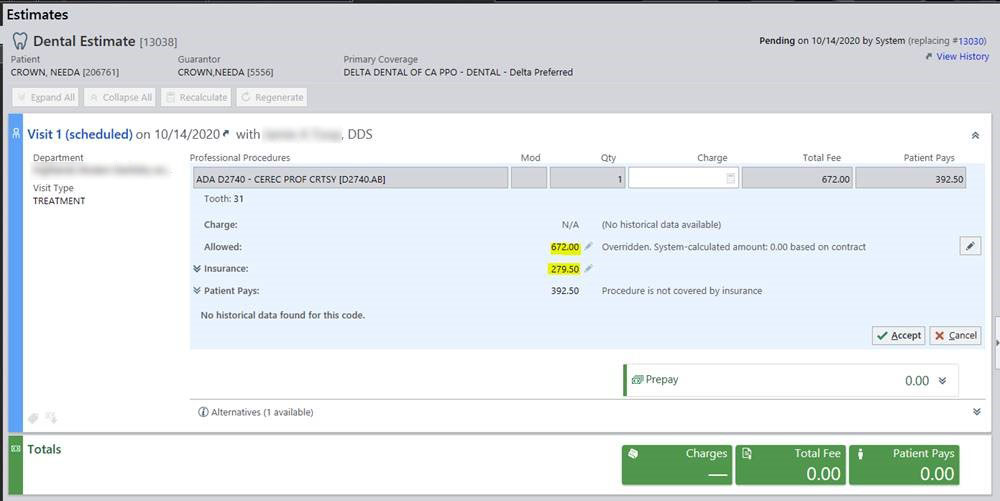 Estimates
Dental Estimate [13038]
Pending on 10/14/2020 by System (replacing #13030)
View History
Patient
CROWN, NEEDA [206761]
Guarantor
CROWN,NEEDA [5556]
Primary Coverage
DELTA DENTAL OF CA PPO - DENTAL - Delta Preferred
Expand All Collapse All Recalculate Regenerate
Visit 1 (scheduled) on 10/14/2020 with , DDS
Department
Visit Type
TREATMENT
Professional Procedures Mod Qty Charge Total Fee Patient Pays
ADA D2740 - CEREC PROF CRTSY [D2740.AB] 1 672.00 392.50
Tooth: 31
Charge: N/A (No historical data available)
Allowed: 672.00 Overridden. System-calculated amount: 0.00 based on contract
Insurance: 279.50
Patient Pays: 392.50 Procedure is not covered by insurance
No historical data found for this code.
Accept Cancel
Prepay 0.00
Alternatives (1 available)
Totals
Charges Total Fee Patient Pays
— 0.00 0.00